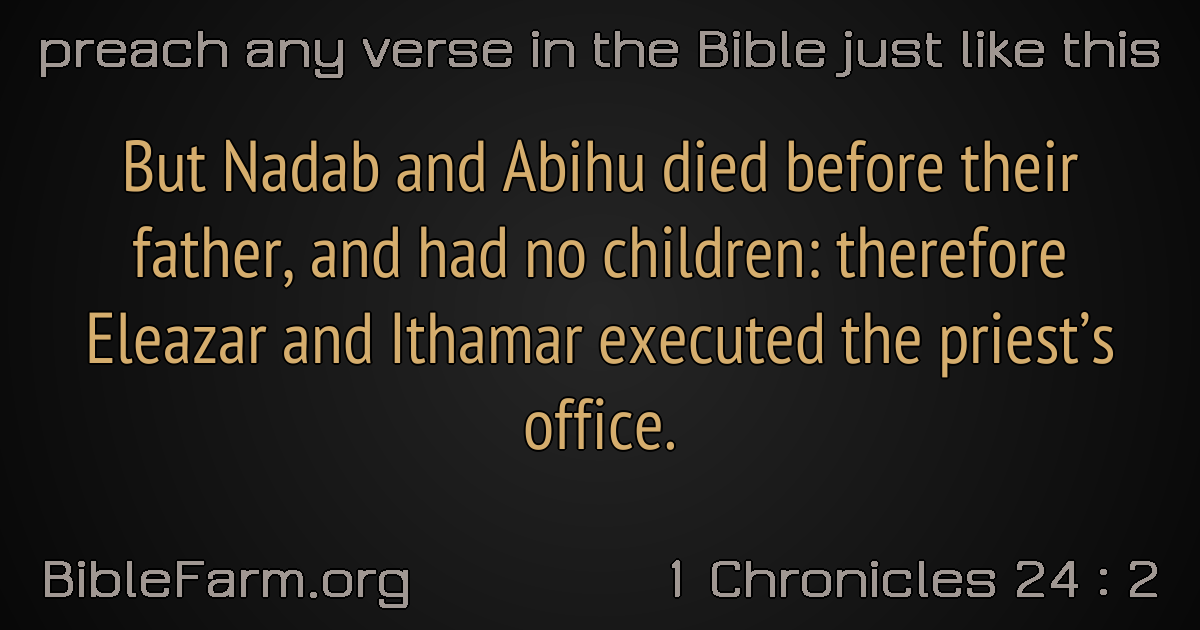 preach any verse in the Bible just like this
But Nadab and Abihu died before their
father, and had no children: therefore
Eleazar and Ithamar executed the priest’s
office.
BibleFarm.org
1 Chronicles 24 : 2